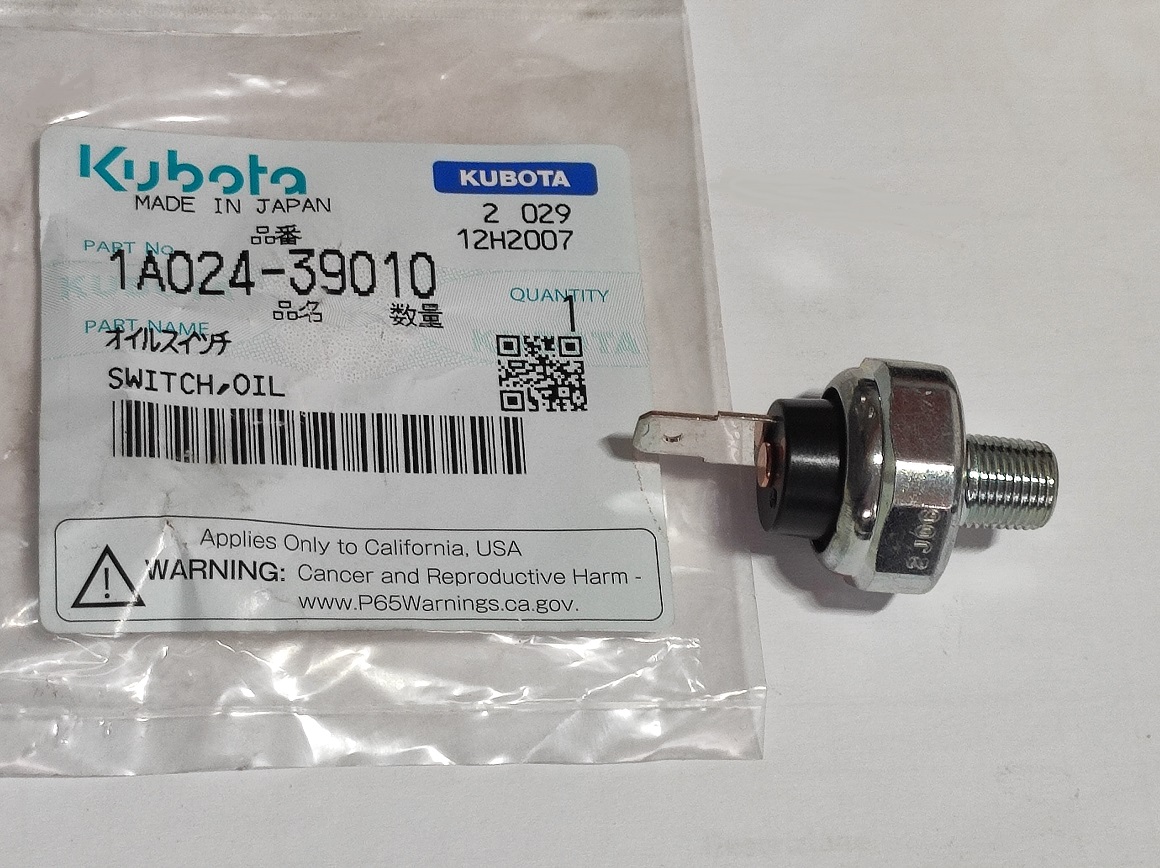 Kubota
KUBOTA
MADE IN JAPAN
2 029
12H2007
品番
PART No.
1A024-39010
品名 数量
QUANTITY
1
PART NAME
オイルスイツチ
SWITCH,OIL
Applies Only to California, USA
WARNING: Cancer and Reproductive Harm -
www.P65Warnings.ca.gov.